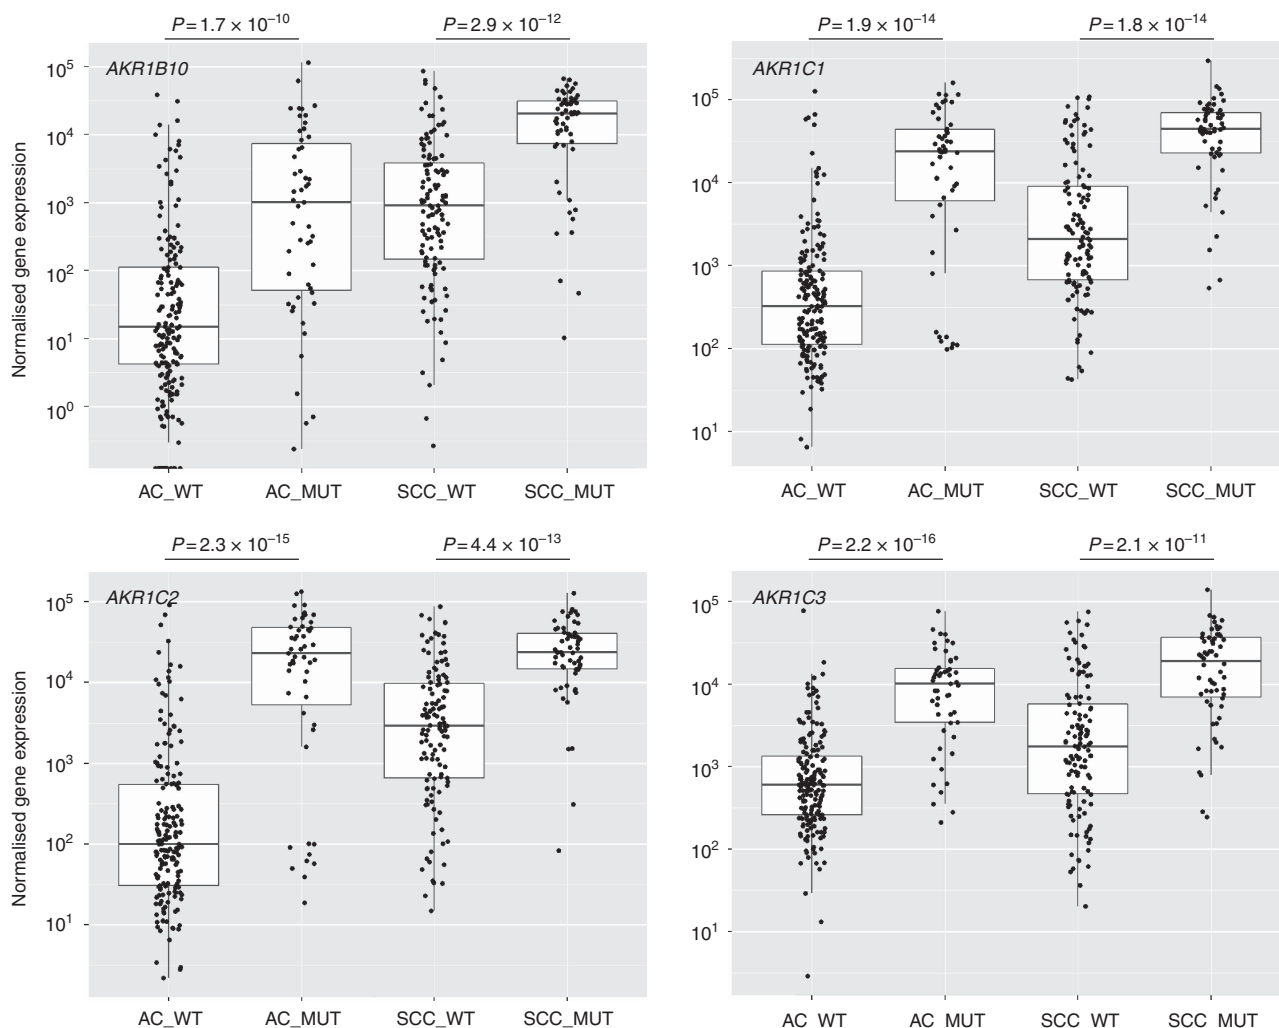 P = 1.7 × 10⁻¹⁰
P = 2.9 × 10⁻¹²
AKR1B10
Normalised gene expression
10⁵
10⁴
10³
10²
10¹
10⁰
AC_WT
AC_MUT
SCC_WT
SCC_MUT
P = 1.9 × 10⁻¹⁴
P = 1.8 × 10⁻¹⁴
AKR1C1
10⁵
10⁴
10³
10²
10¹
AC_WT
AC_MUT
SCC_WT
SCC_MUT
P = 2.3 × 10⁻¹⁵
P = 4.4 × 10⁻¹³
AKR1C2
Normalised gene expression
10⁵
10⁴
10³
10²
10¹
AC_WT
AC_MUT
SCC_WT
SCC_MUT
P = 2.2 × 10⁻¹⁶
P = 2.1 × 10⁻¹¹
AKR1C3
10⁵
10⁴
10³
10²
10¹
AC_WT
AC_MUT
SCC_WT
SCC_MUT